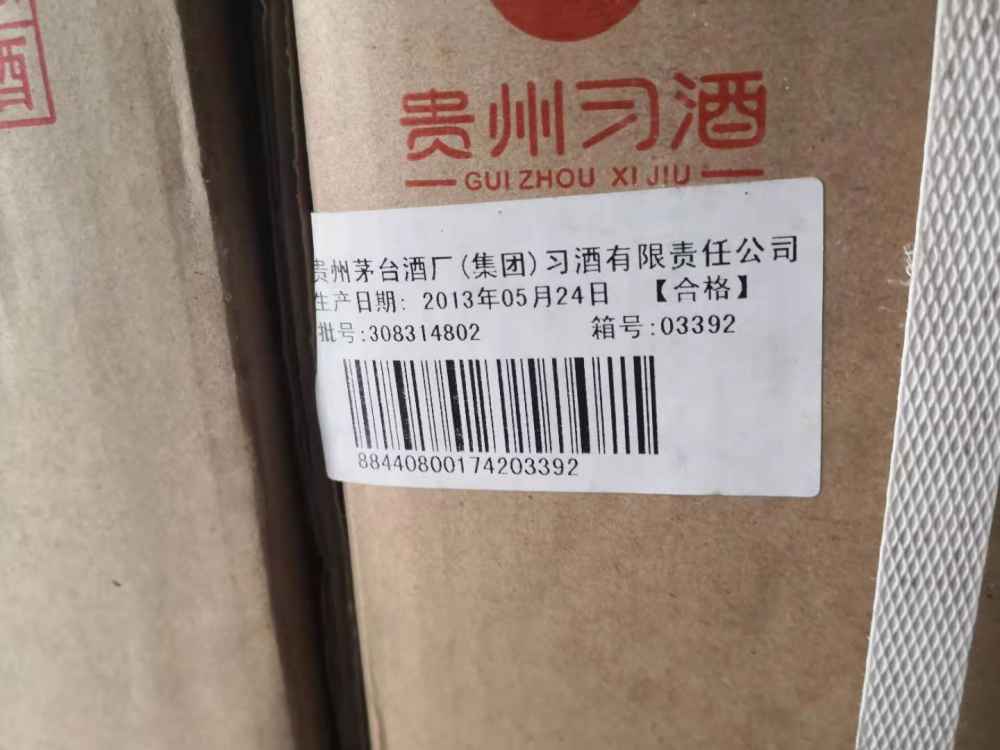 酒
贵州习酒
GUIZHOU XI JIU
贵州茅台酒厂(集团)习酒有限责任公司
生产日期: 2013年05月24日 【合格】
批号:308314802 箱号:03392
88440800174203392